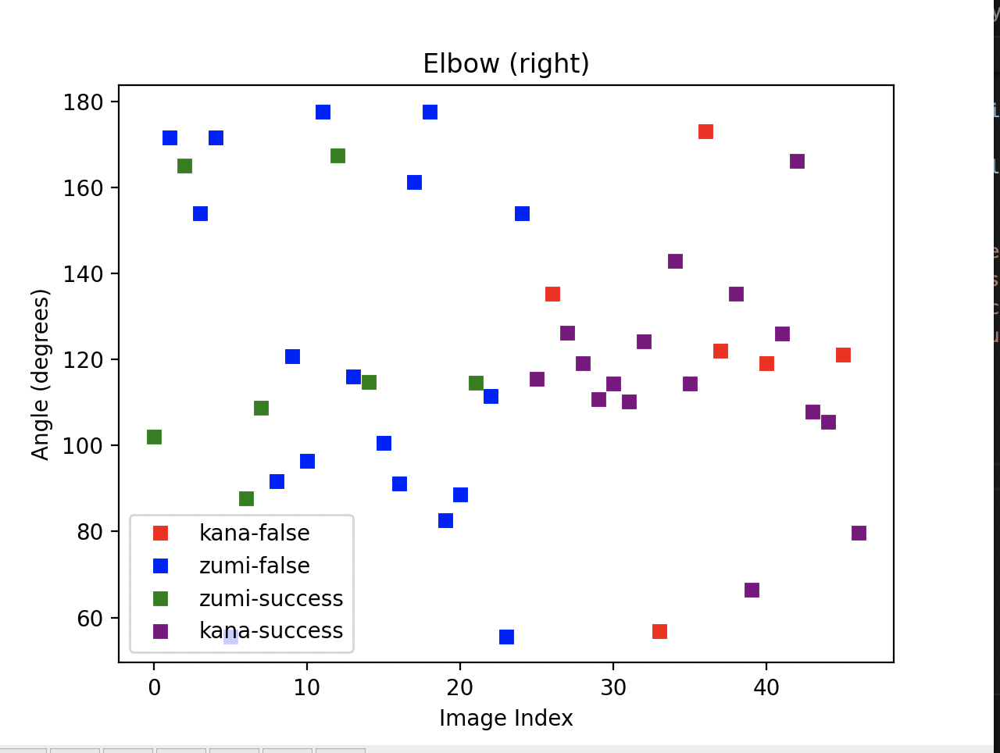 Elbow (right)
Angle (degrees)
180
160
140
120
100
80
60
kana-false
zumi-false
zumi-success
kana-success
0 10 20 30 40
Image Index